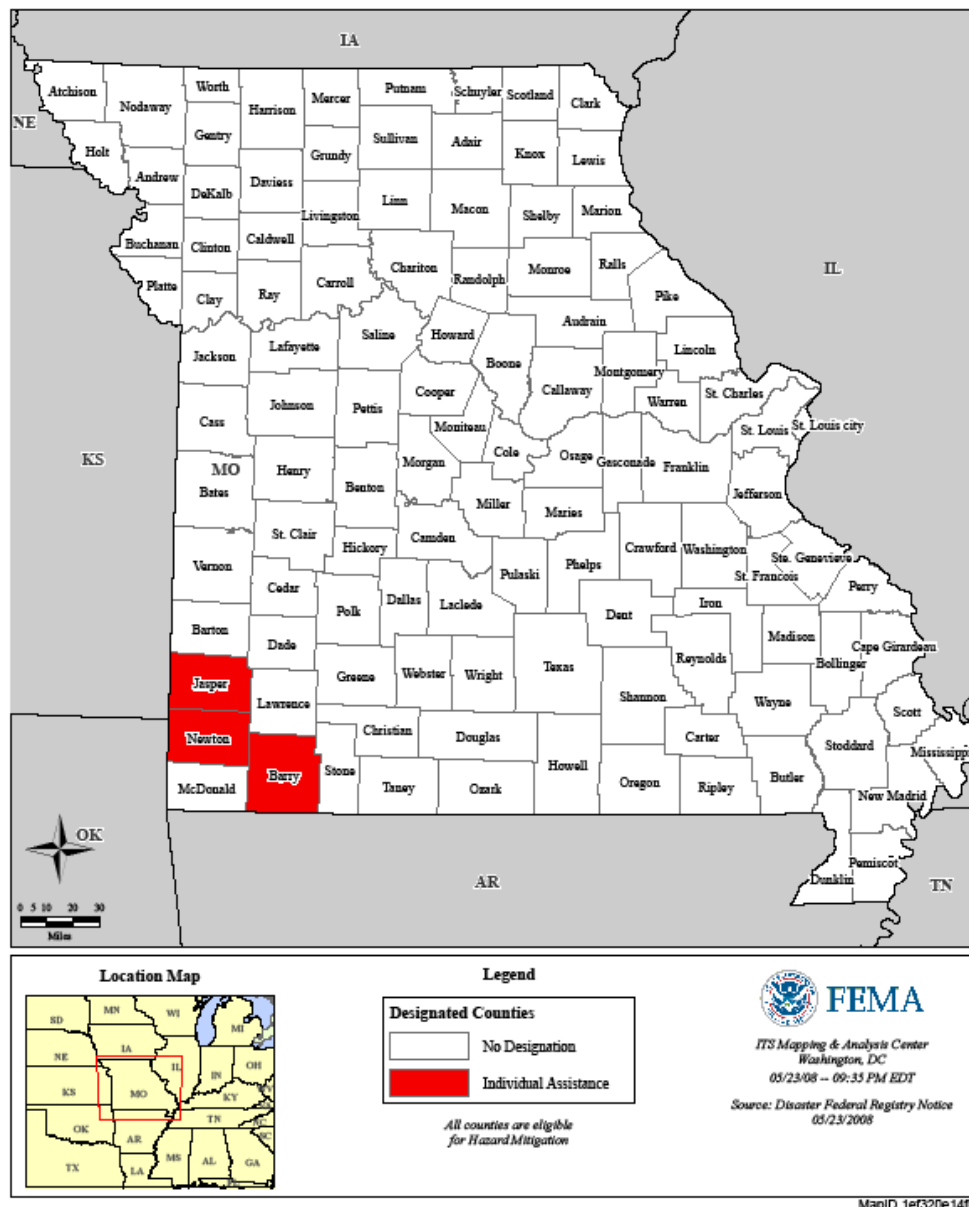 IA
Atchison
Nodaway
Worth
Harrison
Mercer
Putnam
Schuyler
Scotland
Clark
NE
Holt
Gentry
Sullivan
Adair
Knox
Lewis
Andrew
DeKalb
Daviess
Grundy
Linn
Macon
Shelby
Marion
Livingston
Buchanan
Clinton
Caldwell
Chariton
Randolph
Monroe
Ralls
IL
Platte
Clay
Ray
Carroll
Pike
Audrain
Jackson
Lafayette
Saline
Howard
Boone
Lincoln
Callaway
Montgomery
Cooper
Warren
St. Charles
Cass
Johnson
Pettis
Moniteau
St. Louis
St. Louis city
KS
MO
Bates
Henry
Benton
Morgan
Cole
Osage
Gasconade
Franklin
Jefferson
Miller
Maries
St. Clair
Hickory
Camden
Vernon
Cedar
Pulaski
Phelps
Crawford
Washington
Ste. Genevieve
St. Francois
Perry
Polk
Dallas
Laclede
Dent
Iron
Barton
Dade
Madison
Bollinger
Cape Girardeau
Jasper
Lawrence
Greene
Webster
Wright
Texas
Reynolds
Shannon
Wayne
Scott
Newton
Christian
Douglas
Carter
Stoddard
Mississippi
Barry
Stone
Howell
McDonald
Taney
Ozark
Oregon
Ripley
Butler
New Madrid
OK
AR
Pemiscot
Dunklin
TN
0 5 10 20 30
Miles
Location Map
SD
MN
WI
MI
NE
IA
IL
IN
OH
KS
MO
KY
WV
VA
OK
AR
TN
NC
SC
TX
LA
MS
AL
GA
FL
Legend
Designated Counties
No Designation
Individual Assistance
All counties are eligible
for Hazard Mitigation
FEMA
ITS Mapping & Analysis Center
Washington, DC
05/23/08 -- 09:35 PM EDT
Source: Disaster Federal Registry Notice
05/23/2008
MapID 1ef320e14f